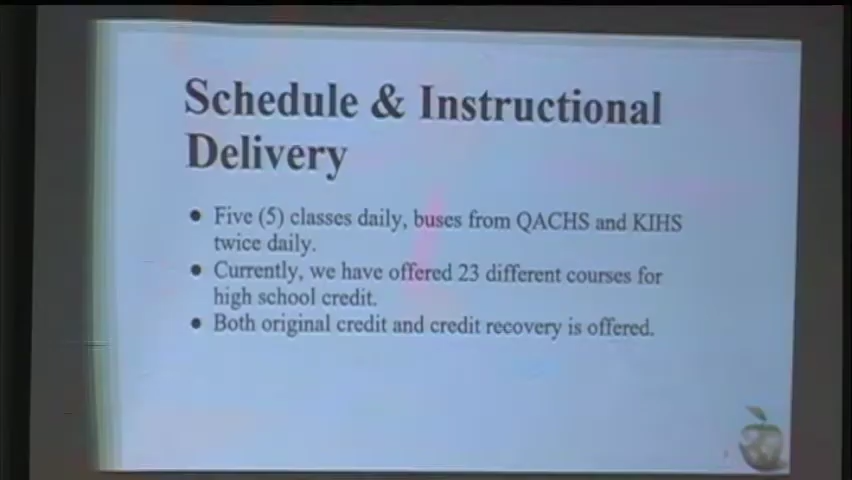 Schedule & Instructional
Delivery
● Five (5) classes daily, buses from QACHS and KIHS
twice daily.
● Currently, we have offered 23 different courses for
high school credit.
● Both original credit and credit recovery is offered.